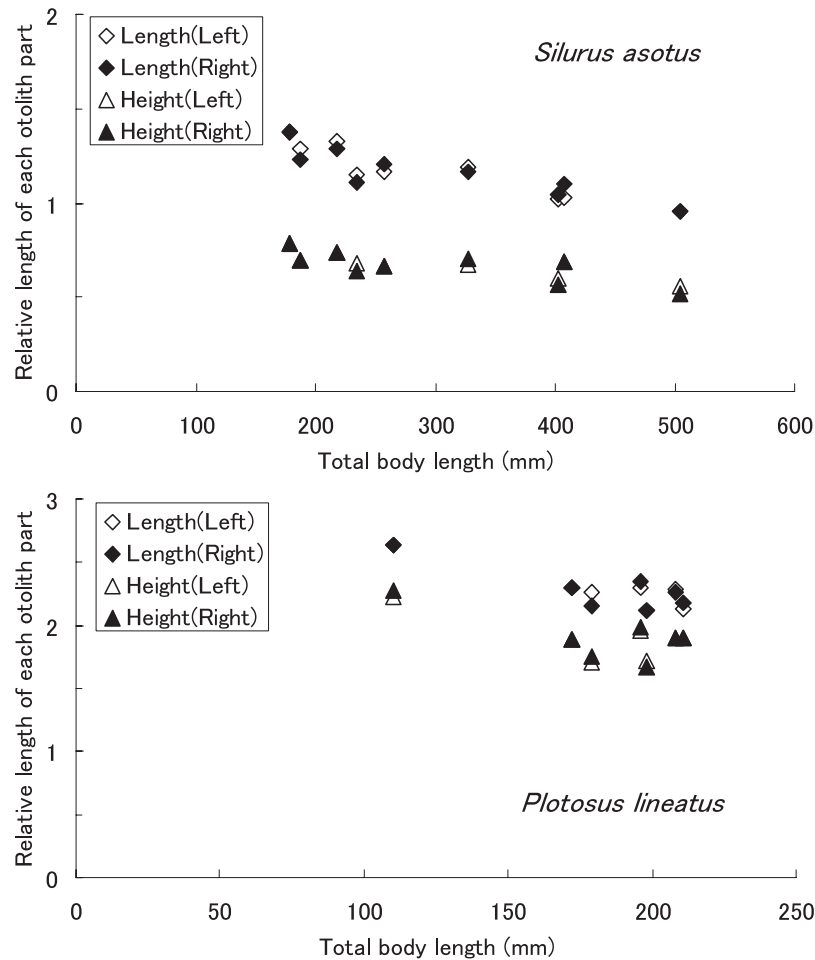 2
Length(Left)
Length(Right)
Height(Left)
Height(Right)
Silurus asotus
Relative length of each otolith part
1
0
0 100 200 300 400 500 600
Total body length (mm)
3
Length(Left)
Length(Right)
Height(Left)
Height(Right)
Relative length of each otolith part
2
1
Plotosus lineatus
0
0 50 100 150 200 250
Total body length (mm)